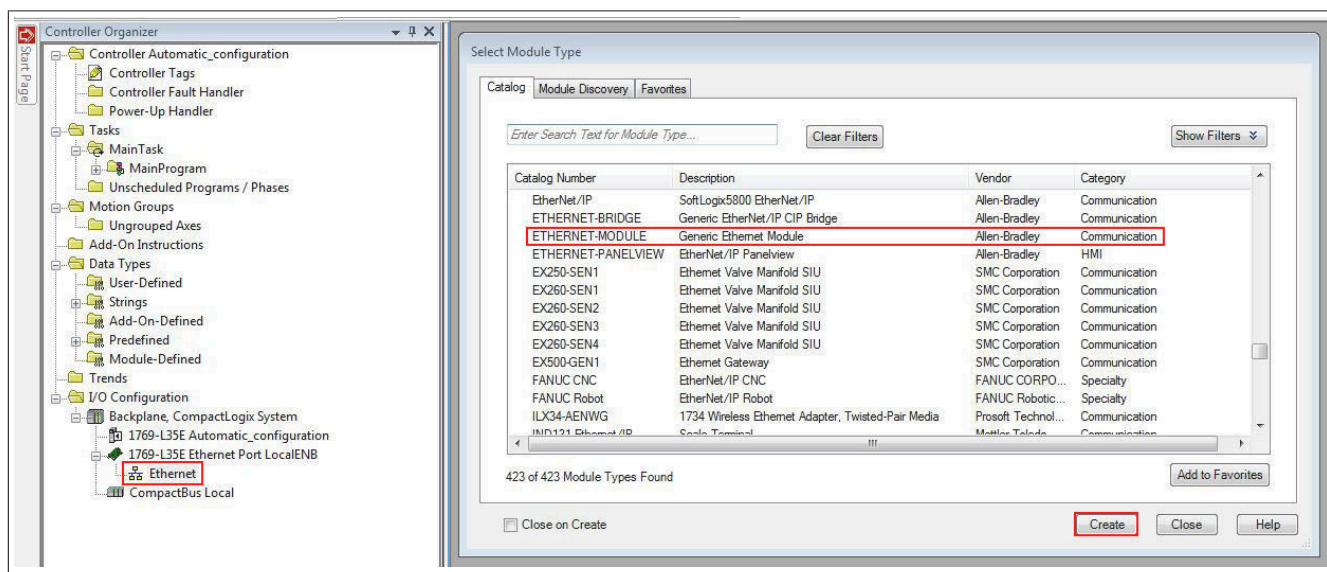 Start Page
Controller Organizer
Controller Automatic_configuration
Controller Tags
Controller Fault Handler
Power-Up Handler
Tasks
MainTask
MainProgram
Unscheduled Programs / Phases
Motion Groups
Ungrouped Axes
Add-On Instructions
Data Types
User-Defined
Strings
Add-On-Defined
Predefined
Module-Defined
Trends
I/O Configuration
Backplane, CompactLogix System
1769-L35E Automatic_configuration
1769-L35E Ethernet Port LocalENB
Ethernet
CompactBus Local
Select Module Type
Catalog Module Discovery Favorites
Enter Search Text for Module Type... Clear Filters Show Filters
Catalog Number Description Vendor Category
EtherNet/IP SoftLogix5800 EtherNet/IP Allen-Bradley Communication
ETHERNET-BRIDGE Generic EtherNet/IP CIP Bridge Allen-Bradley Communication
ETHERNET-MODULE Generic Ethernet Module Allen-Bradley Communication
ETHERNET-PANELVIEW EtherNet/IP Panelview Allen-Bradley HMI
EX250-SEN1 Ethernet Valve Manifold SIU SMC Corporation Communication
EX260-SEN1 Ethernet Valve Manifold SIU SMC Corporation Communication
EX260-SEN2 Ethernet Valve Manifold SIU SMC Corporation Communication
EX260-SEN3 Ethernet Valve Manifold SIU SMC Corporation Communication
EX260-SEN4 Ethernet Valve Manifold SIU SMC Corporation Communication
EX500-GEN1 Ethernet Gateway SMC Corporation Communication
FANUC CNC EtherNet/IP CNC FANUC CORPO... Specialty
FANUC Robot EtherNet/IP Robot FANUC Robotic... Specialty
ILX34-AENWG 1734 Wireless Ethernet Adapter, Twisted-Pair Media Prosoft Technol... Communication
IND131 Ethernet/IP Scale Terminal Mettler Toledo Communication
423 of 423 Module Types Found Add to Favorites
Close on Create Create Close Help